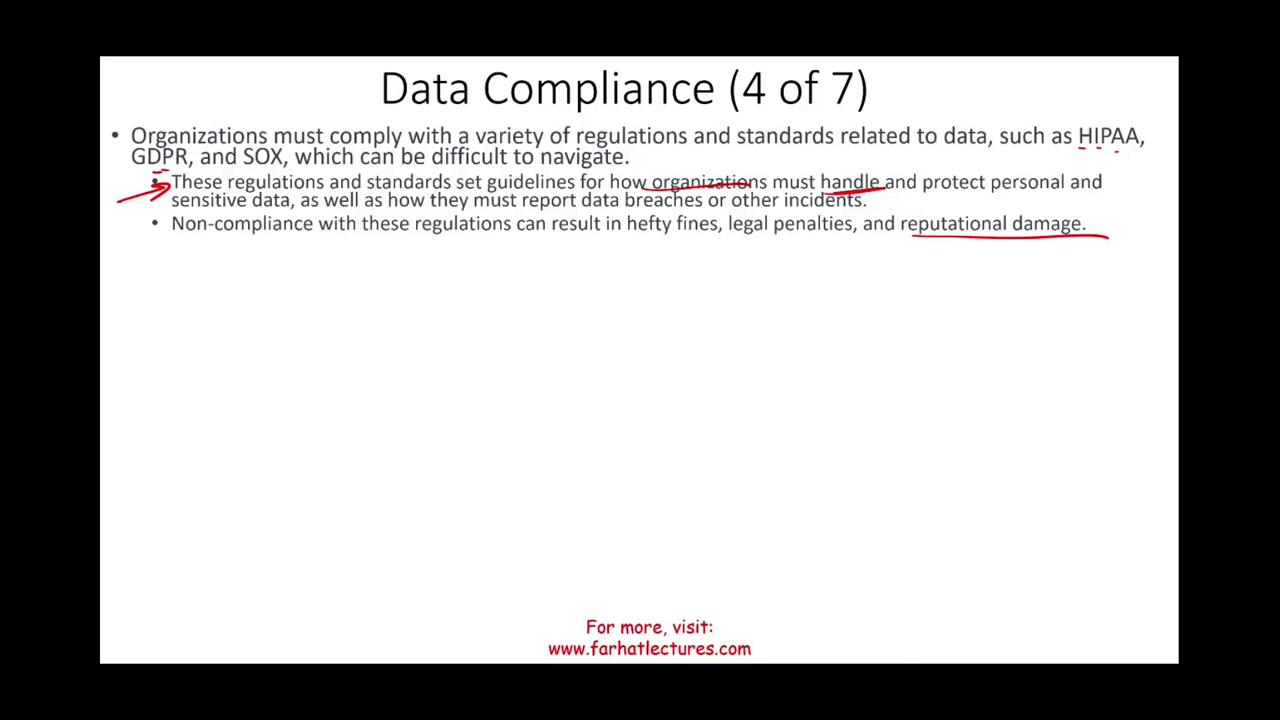 Data Compliance (4 of 7)
• Organizations must comply with a variety of regulations and standards related to data, such as HIPAA,
GDPR, and SOX, which can be difficult to navigate.
• These regulations and standards set guidelines for how organizations must handle and protect personal and
sensitive data, as well as how they must report data breaches or other incidents.
• Non-compliance with these regulations can result in hefty fines, legal penalties, and reputational damage.
For more, visit:
www.farhatlectures.com